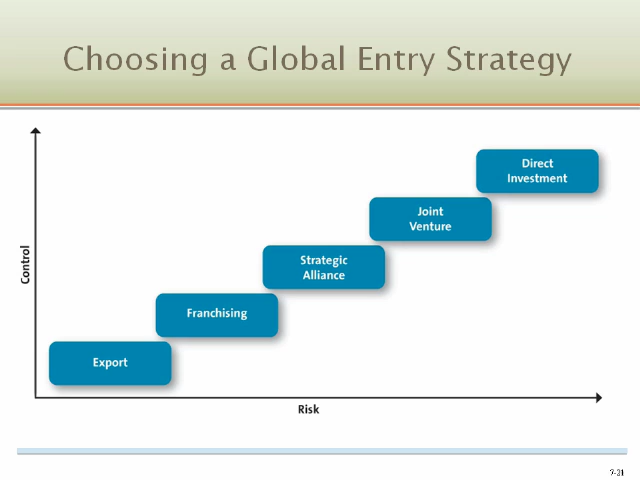 Choosing a Global Entry Strategy
Direct
Investment
Joint
Venture
Strategic
Alliance
Franchising
Export
Control
Risk
7-21